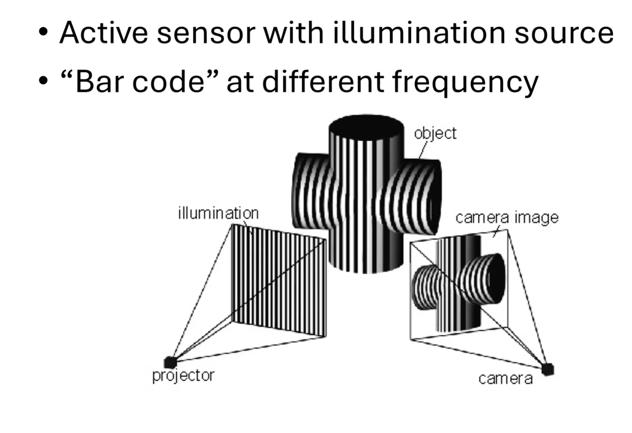 • Active sensor with illumination source
• “Bar code” at different frequency
object
illumination
camera image
projector
camera